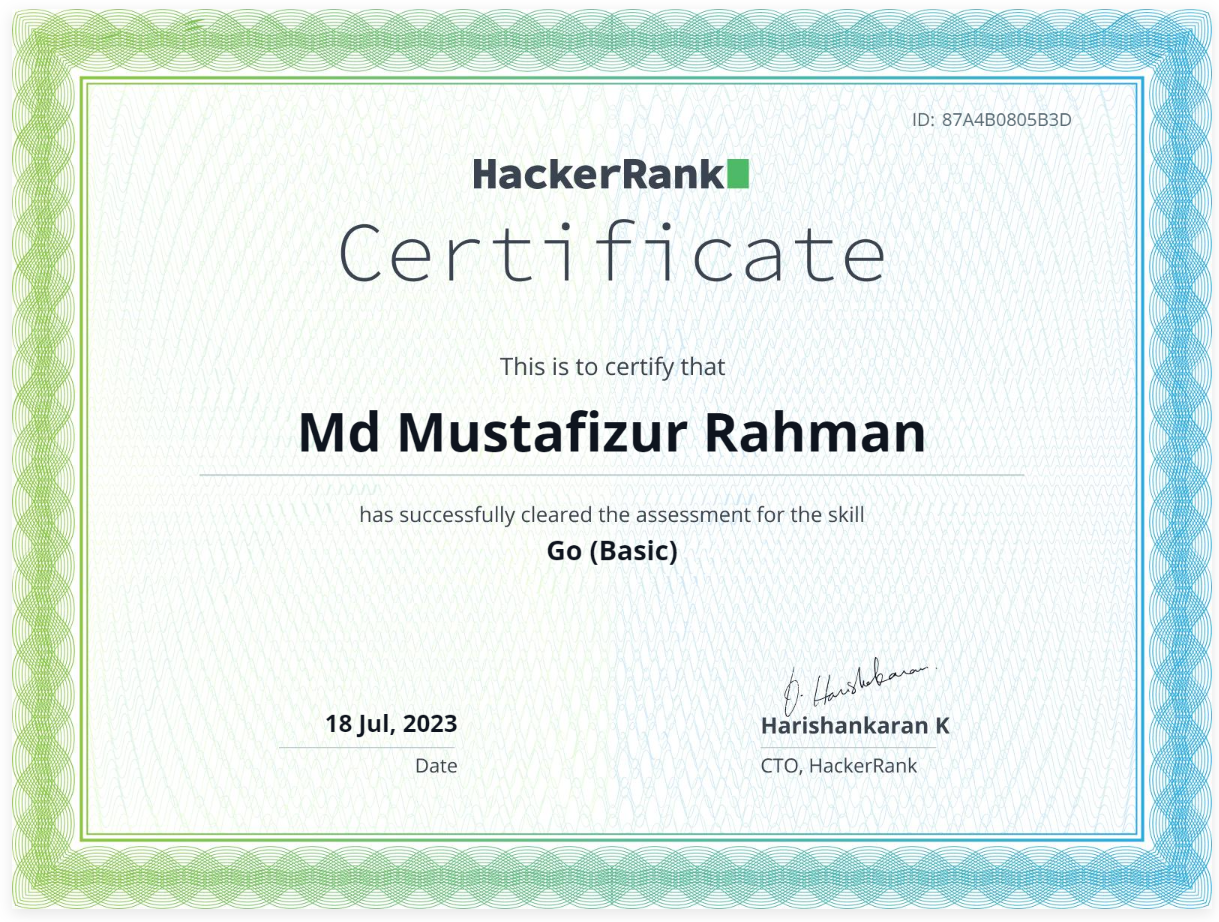 ID: 87A4B0805B3D
HackerRank
Certificate
This is to certify that
Md Mustafizur Rahman
has successfully cleared the assessment for the skill
Go (Basic)
18 Jul, 2023
Date
Harishankaran K
CTO, HackerRank